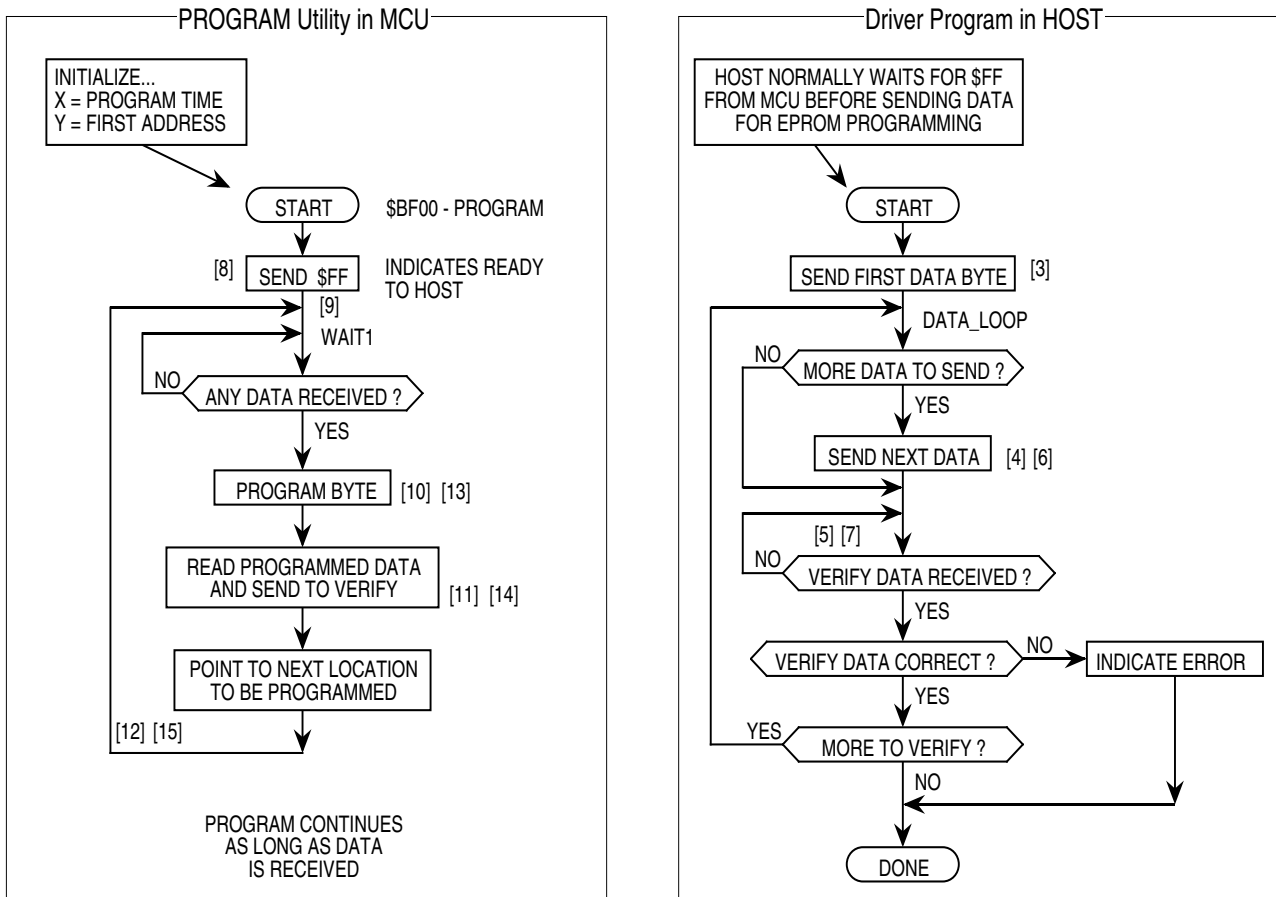 PROGRAM Utility in MCU
INITIALIZE...
X = PROGRAM TIME
Y = FIRST ADDRESS
START
$BF00 - PROGRAM
[8]
SEND $FF
INDICATES READY
TO HOST
[9]
WAIT1
NO
ANY DATA RECEIVED ?
YES
PROGRAM BYTE
[10] [13]
READ PROGRAMMED DATA
AND SEND TO VERIFY
[11] [14]
POINT TO NEXT LOCATION
TO BE PROGRAMMED
[12] [15]
PROGRAM CONTINUES
AS LONG AS DATA
IS RECEIVED
Driver Program in HOST
HOST NORMALLY WAITS FOR $FF
FROM MCU BEFORE SENDING DATA
FOR EPROM PROGRAMMING
START
SEND FIRST DATA BYTE
[3]
DATA_LOOP
NO
MORE DATA TO SEND ?
YES
SEND NEXT DATA
[4] [6]
[5] [7]
NO
VERIFY DATA RECEIVED ?
YES
VERIFY DATA CORRECT ?
NO
INDICATE ERROR
YES
YES
MORE TO VERIFY ?
NO
DONE